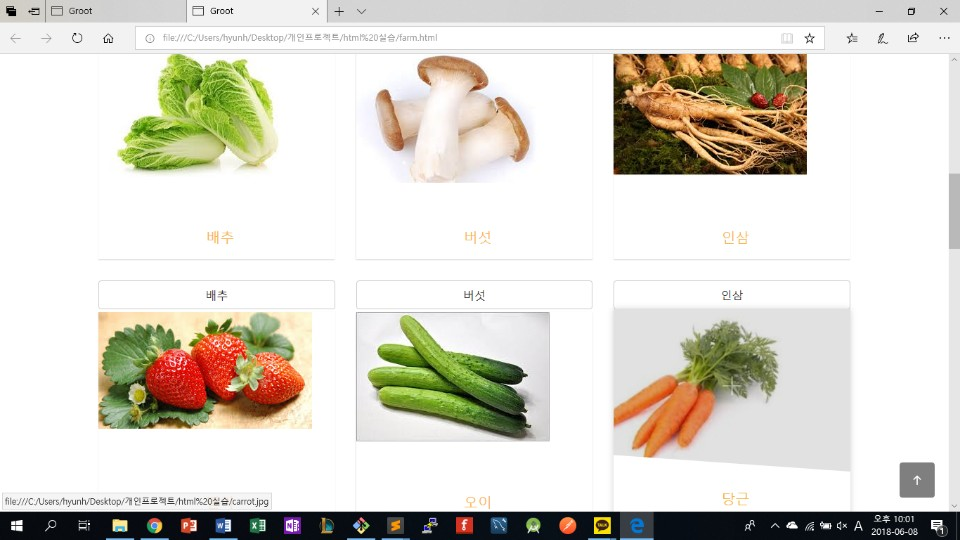 Groot
Groot
file:///C:/Users/hyunh/Desktop/개인프로젝트/html%20실습/farm.html
배추
버섯
인삼
배추
버섯
인삼
오이
당근
file:///C:/Users/hyunh/Desktop/개인프로젝트/html%20실습/carrot.jpg
A
오후 10:01
2018-06-08
1